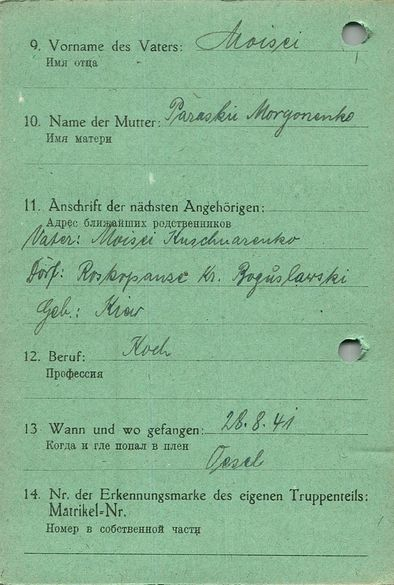 9. Vorname des Vaters: Moisei
Имя отца
10. Name der Mutter: Paraskii Morgonenko
Имя матери
11. Anschrift der nächsten Angehörigen:
Адрес ближайших родственников
Vater: Moisei Kuschnarenko
Dorf: Roskopanse Kr. Boguslawski
Geb.: Kiew
12. Beruf: Koch
Профессия
13 Wann und wo gefangen: 28.8.41
Когда и где попал в плен
Oesel
14. Nr. der Erkennungsmarke des eigenen Truppenteils:
Matrikel=Nr.
Номер в собственной части